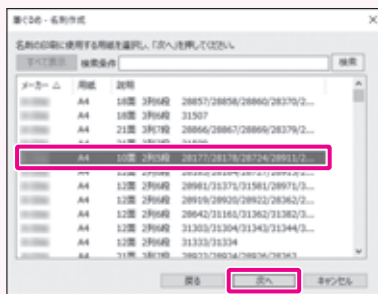 筆ぐるめ - 名刺作成
名刺の印刷に使用する用紙を選択し、「次へ」を押してください。
すべて表示 検索条件 検索
メーカー 用紙 説明
A4 18面 3列6段 28857/28858/28860/28370/2...
A4 18面 3列6段 31507
A4 21面 3列7段 28866/28867/28869/28379/2...
A4 10面 2列5段 28177/28178/28724/28911/2...
A4 12面 2列6段 28981/31371/31581/28971/3...
A4 12面 2列6段 28919/28920/28922/28362/2...
A4 12面 2列6段 28642/31161/31362/31382/3...
A4 12面 2列6段 31303/31304/31343/31344/3...
A4 12面 2列6段 31333/31334
戻る 次へ キャンセル